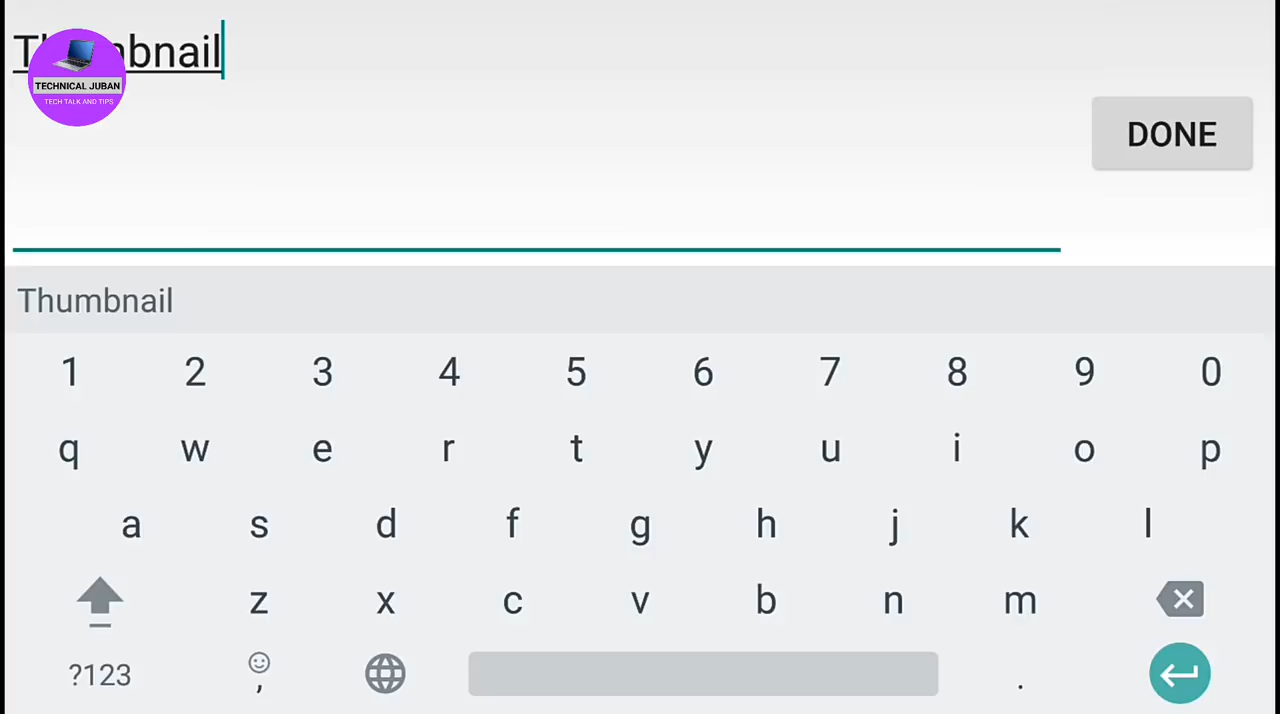 Thumbnail
TECHNICAL JUBAN
TECH TALK AND TIPS
DONE
Thumbnail
1 2 3 4 5 6 7 8 9 0
q w e r t y u i o p
a s d f g h j k l
z x c v b n m
?123 , .